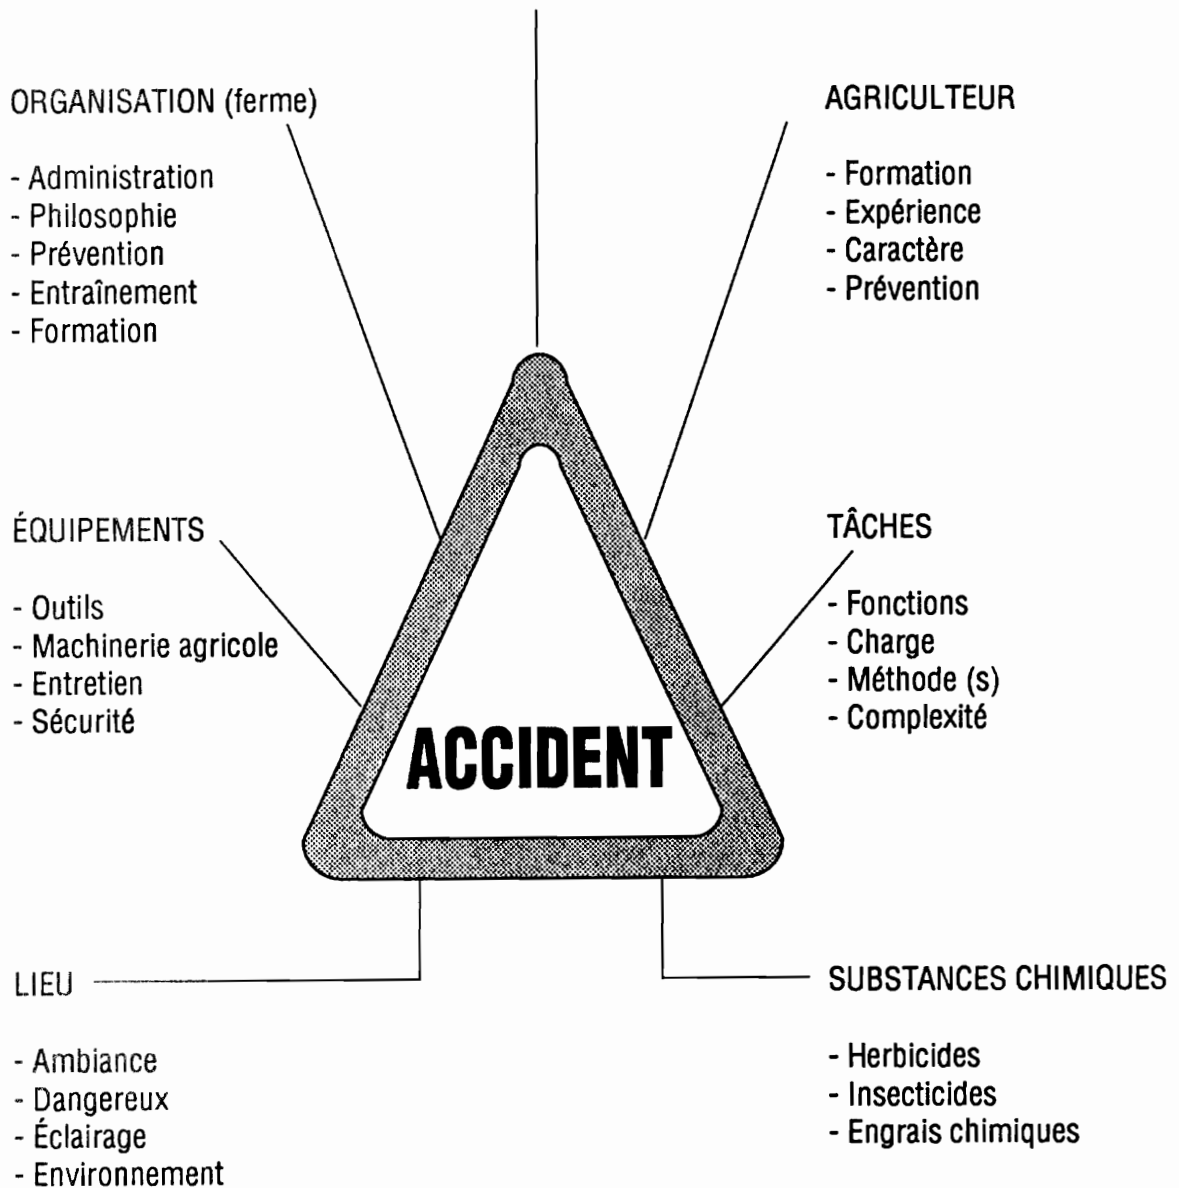 ORGANISATION (ferme)
- Administration
- Philosophie
- Prévention
- Entraînement
- Formation
AGRICULTEUR
- Formation
- Expérience
- Caractère
- Prévention
ÉQUIPEMENTS
- Outils
- Machinerie agricole
- Entretien
- Sécurité
TÂCHES
- Fonctions
- Charge
- Méthode (s)
- Complexité
ACCIDENT
LIEU
- Ambiance
- Dangereux
- Éclairage
- Environnement
SUBSTANCES CHIMIQUES
- Herbicides
- Insecticides
- Engrais chimiques